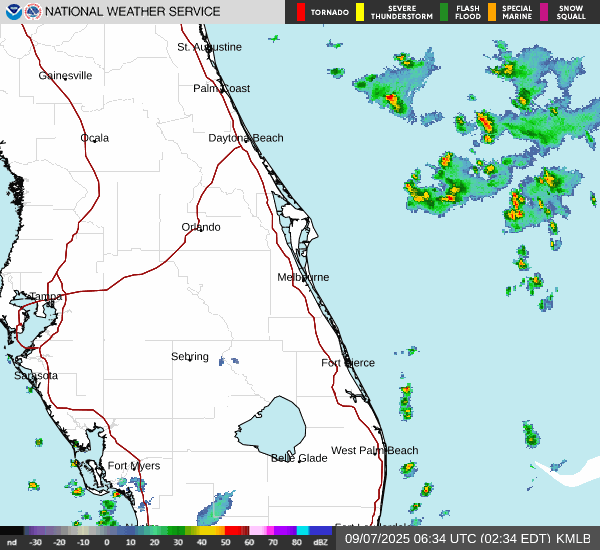 NATIONAL WEATHER SERVICE
TORNADO
SEVERE THUNDERSTORM
FLASH FLOOD
SPECIAL MARINE
SNOW SQUALL
St. Augustine
Gainesville
Palm Coast
Ocala
Daytona Beach
Orlando
Melbourne
Tampa
Sebring
Fort Pierce
Sarasota
West Palm Beach
Belle Glade
Fort Myers
nd -30 -20 -10 0 10 20 30 40 50 60 70 80 dBZ
09/07/2025 06:34 UTC (02:34 EDT) KMLB